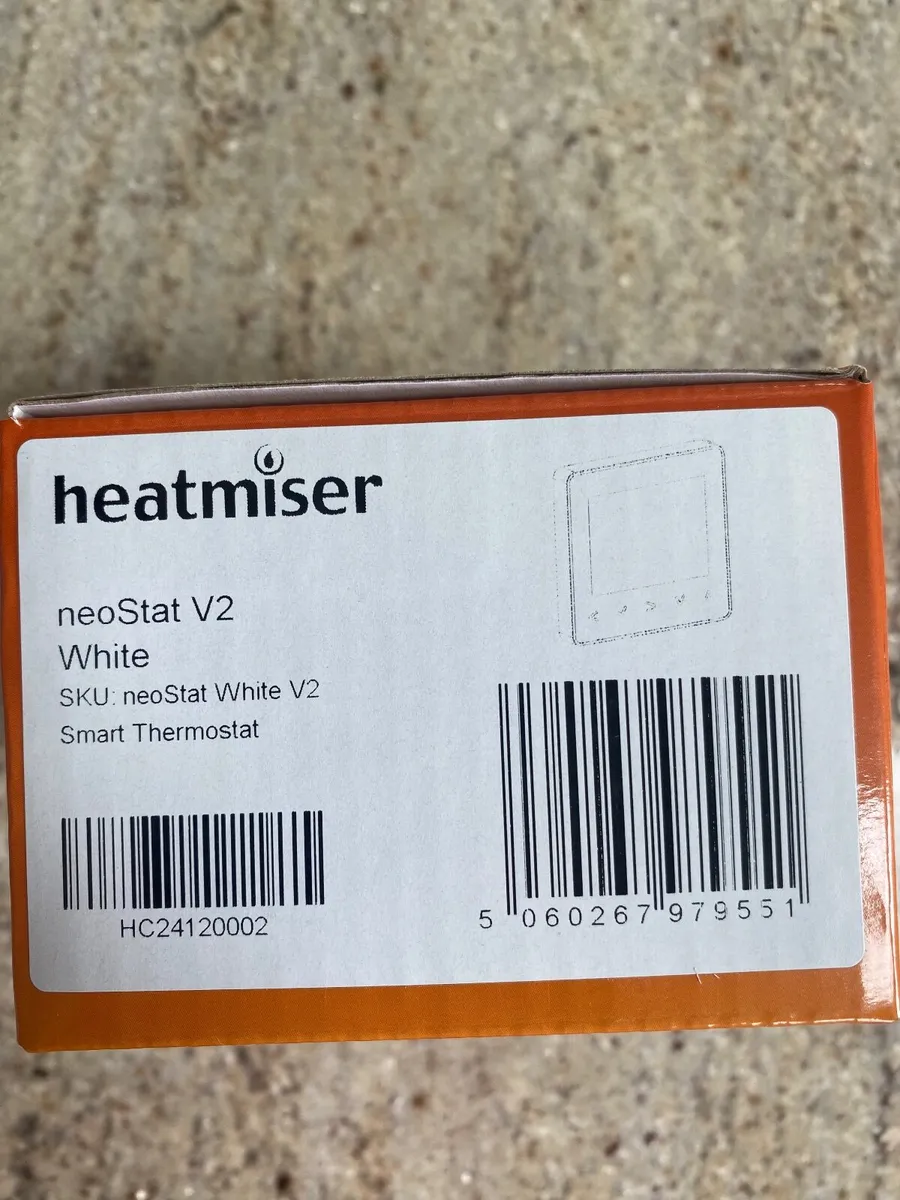 heatmiser
neoStat V2
White
SKU: neoStat White V2
Smart Thermostat
HC24120002
5 060267 979551